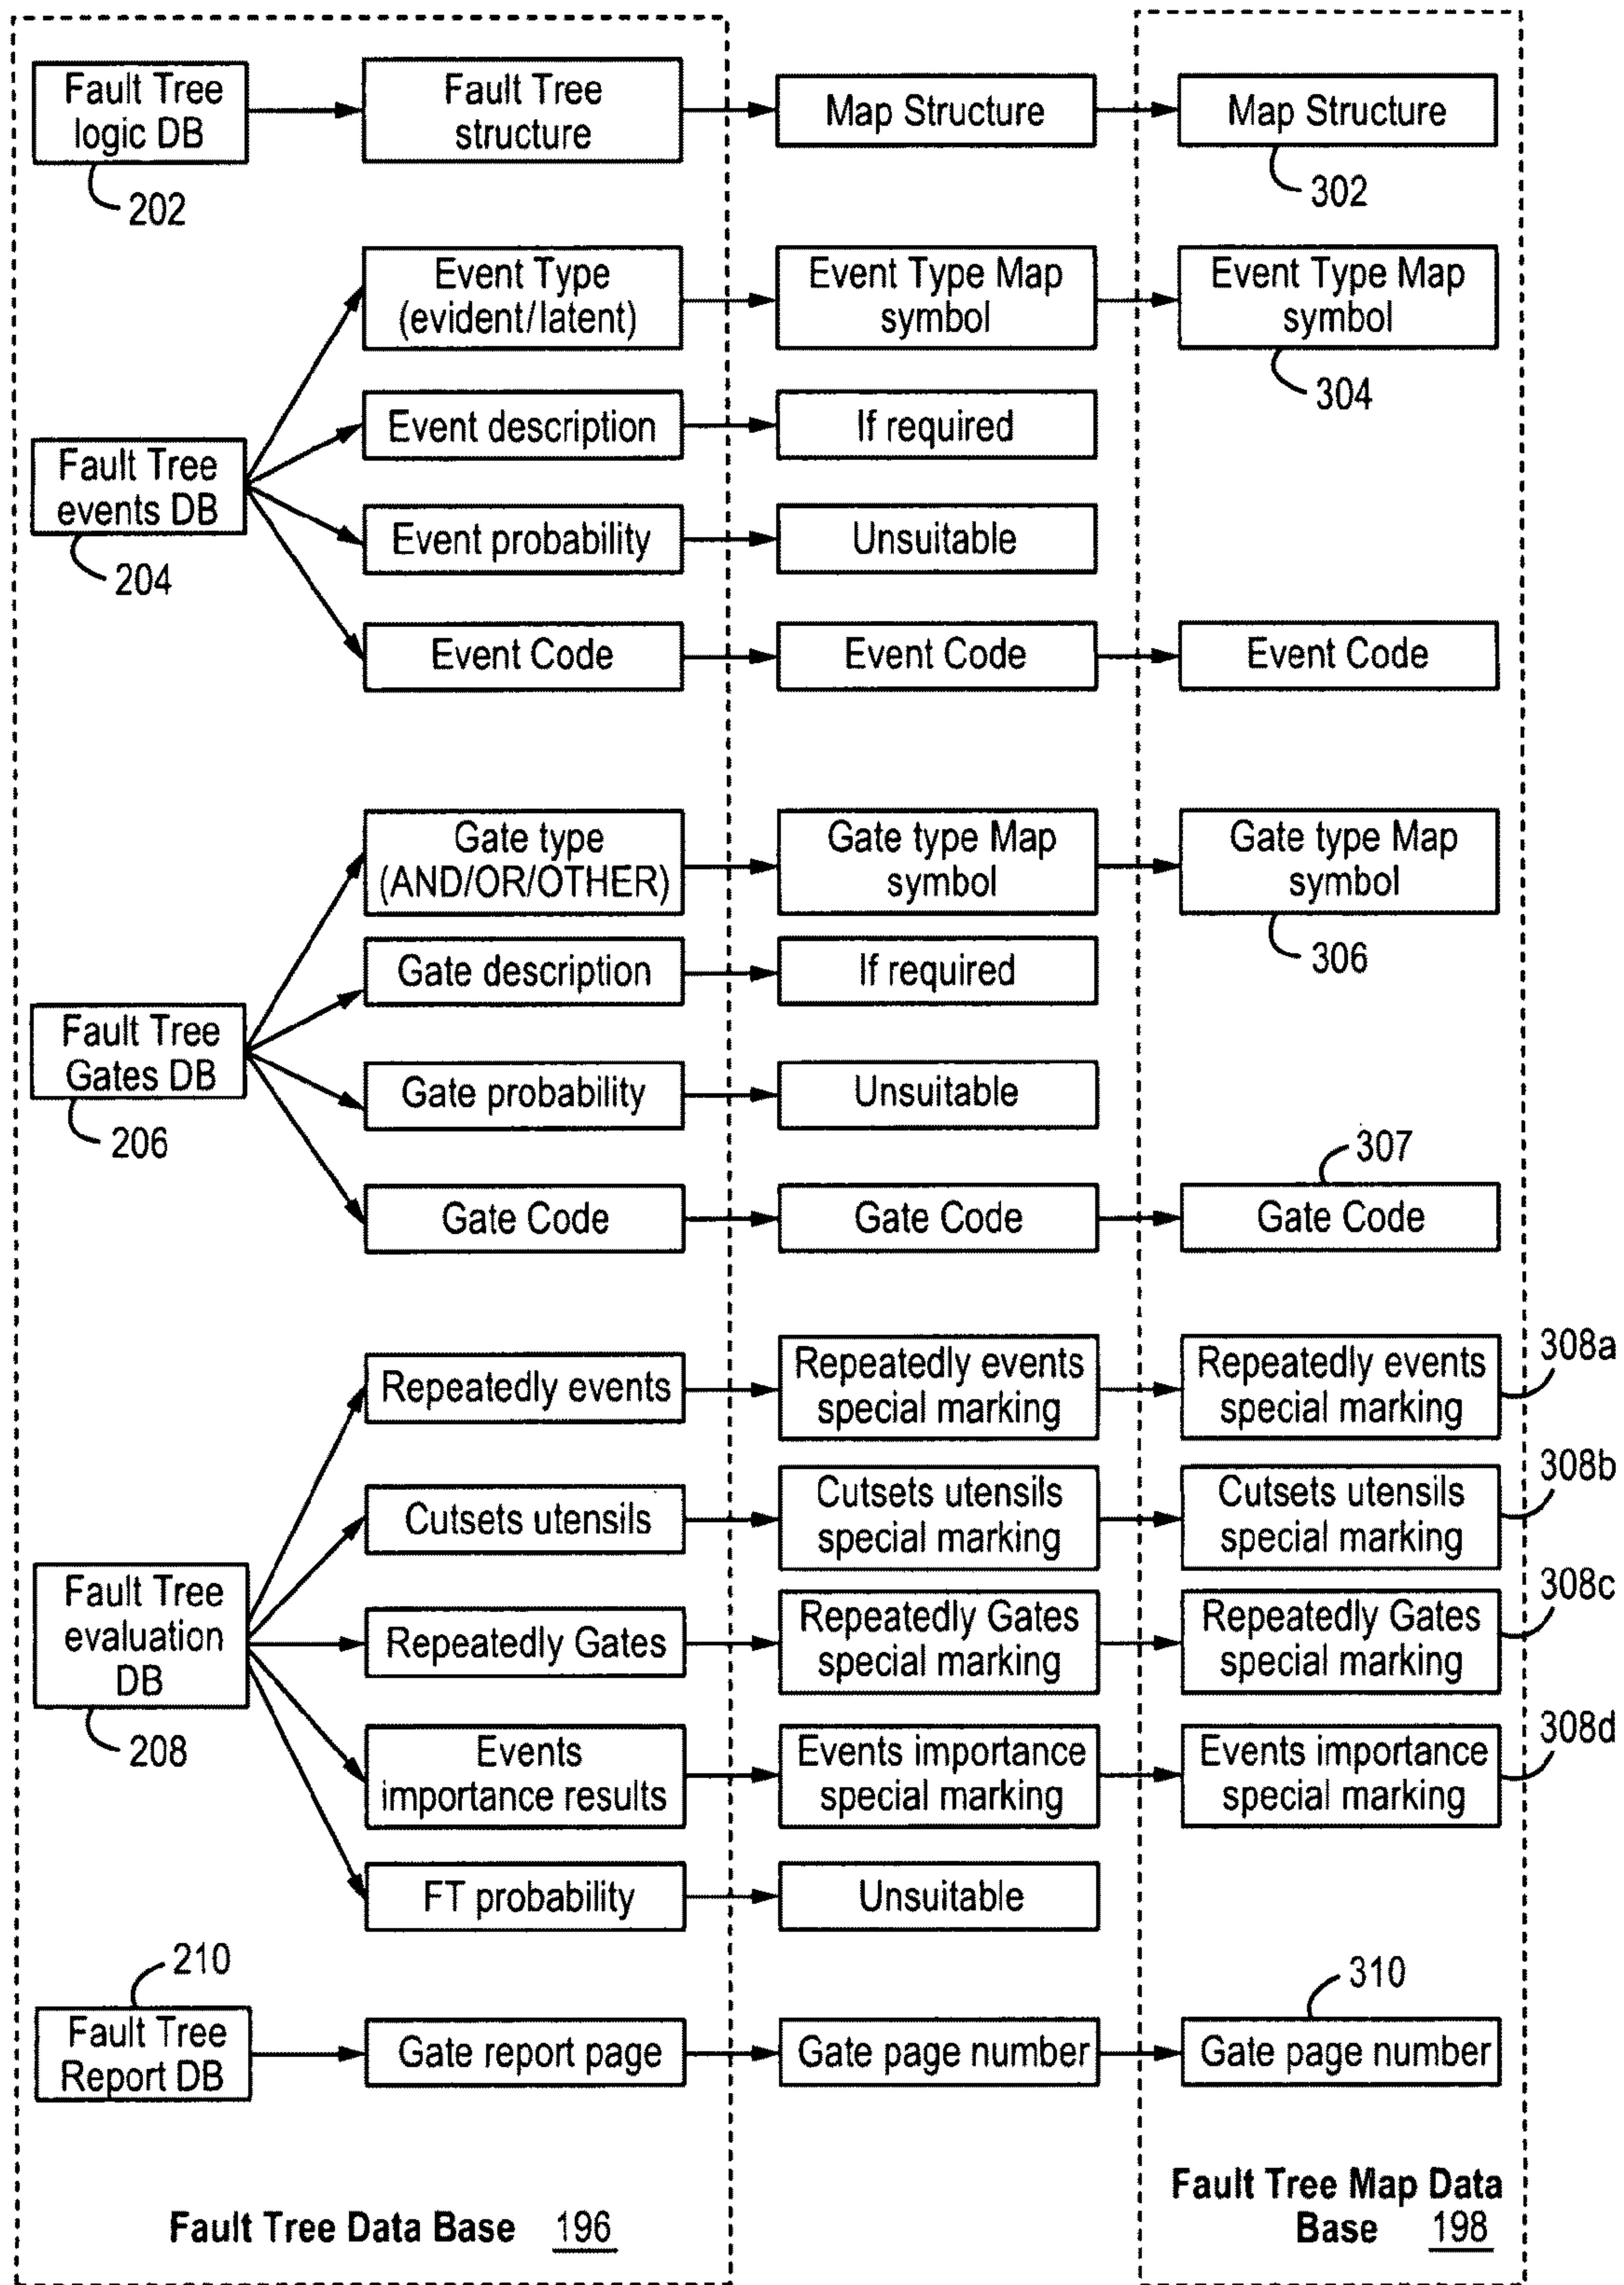 Fault Tree
logic DB
202
Fault Tree
structure
Map Structure
Map Structure
302
Event Type
(evident/latent)
Event Type Map
symbol
Event Type Map
symbol
304
Fault Tree
events DB
204
Event description
If required
Event probability
Unsuitable
Event Code
Event Code
Event Code
Gate type
(AND/OR/OTHER)
Gate type Map
symbol
Gate type Map
symbol
306
Fault Tree
Gates DB
206
Gate description
If required
Gate probability
Unsuitable
Gate Code
Gate Code
307
Gate Code
Repeatedly events
Repeatedly events
special marking
Repeatedly events
special marking
308a
Cutsets utensils
Cutsets utensils
special marking
Cutsets utensils
special marking
308b
Fault Tree
evaluation
DB
208
Repeatedly Gates
Repeatedly Gates
special marking
Repeatedly Gates
special marking
308c
Events
importance results
Events importance
special marking
Events importance
special marking
308d
FT probability
Unsuitable
210
Fault Tree
Report DB
Gate report page
Gate page number
310
Gate page number
Fault Tree Data Base 196
Fault Tree Map Data
Base 198